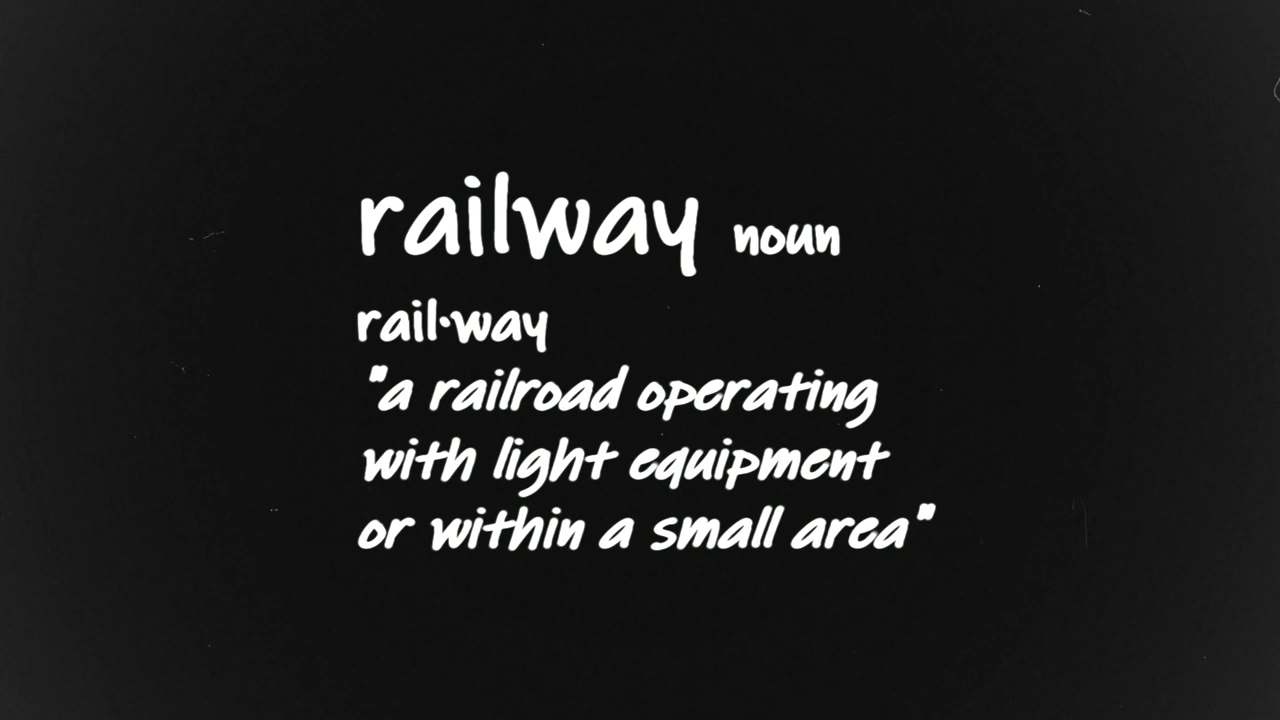 railway noun
rail·way
"a railroad operating
with light equipment
or within a small area"